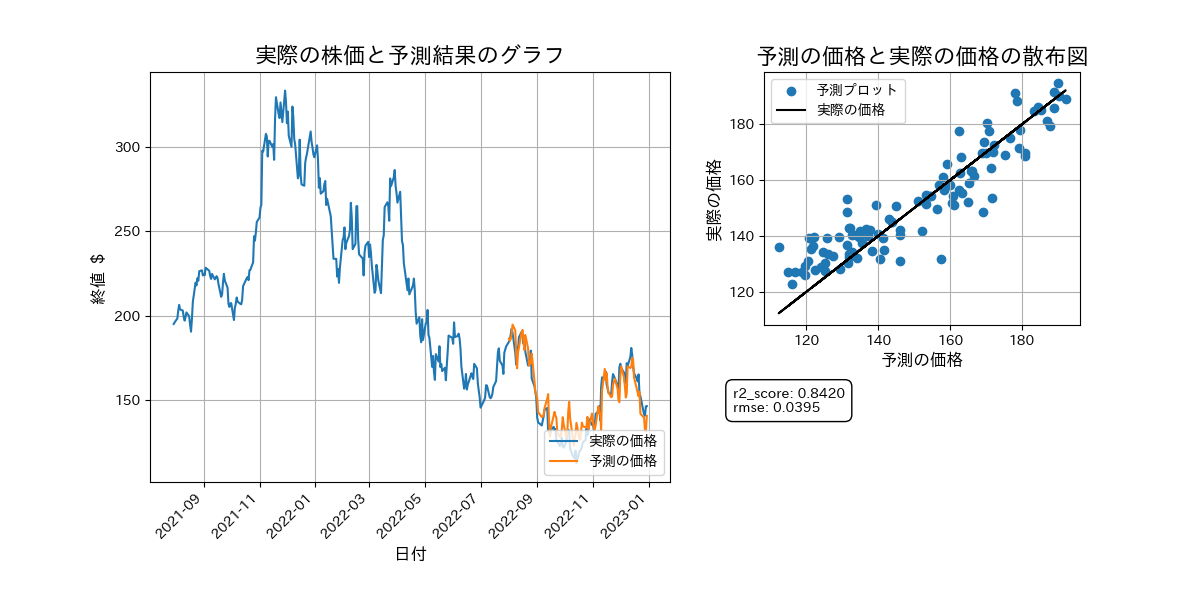 実際の株価と予測結果のグラフ
終値 $
300
250
200
150
2021-09
2021-11
2022-01
2022-03
2022-05
2022-07
2022-09
2022-11
2023-01
日付
実際の価格
予測の価格
予測の価格と実際の価格の散布図
予測プロット
実際の価格
実際の価格
180
160
140
120
120
140
160
180
予測の価格
r2_score: 0.8420
rmse: 0.0395